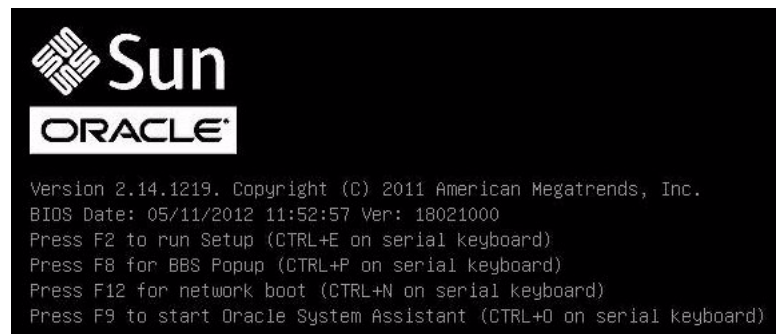 Sun
ORACLE
Version 2.14.1219. Copyright (C) 2011 American Megatrends, Inc.
BIOS Date: 05/11/2012 11:52:57 Ver: 18021000
Press F2 to run Setup (CTRL+E on serial keyboard)
Press F8 for BBS Popup (CTRL+P on serial keyboard)
Press F12 for network boot (CTRL+N on serial keyboard)
Press F9 to start Oracle System Assistant (CTRL+O on serial keyboard)